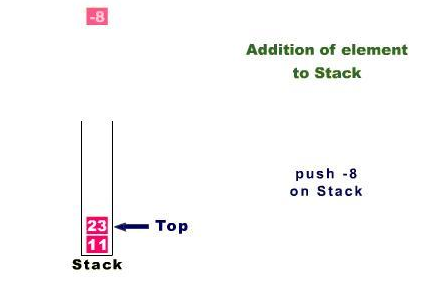 -8
Addition of element
to Stack
push -8
on Stack
23
Top
11
Stack